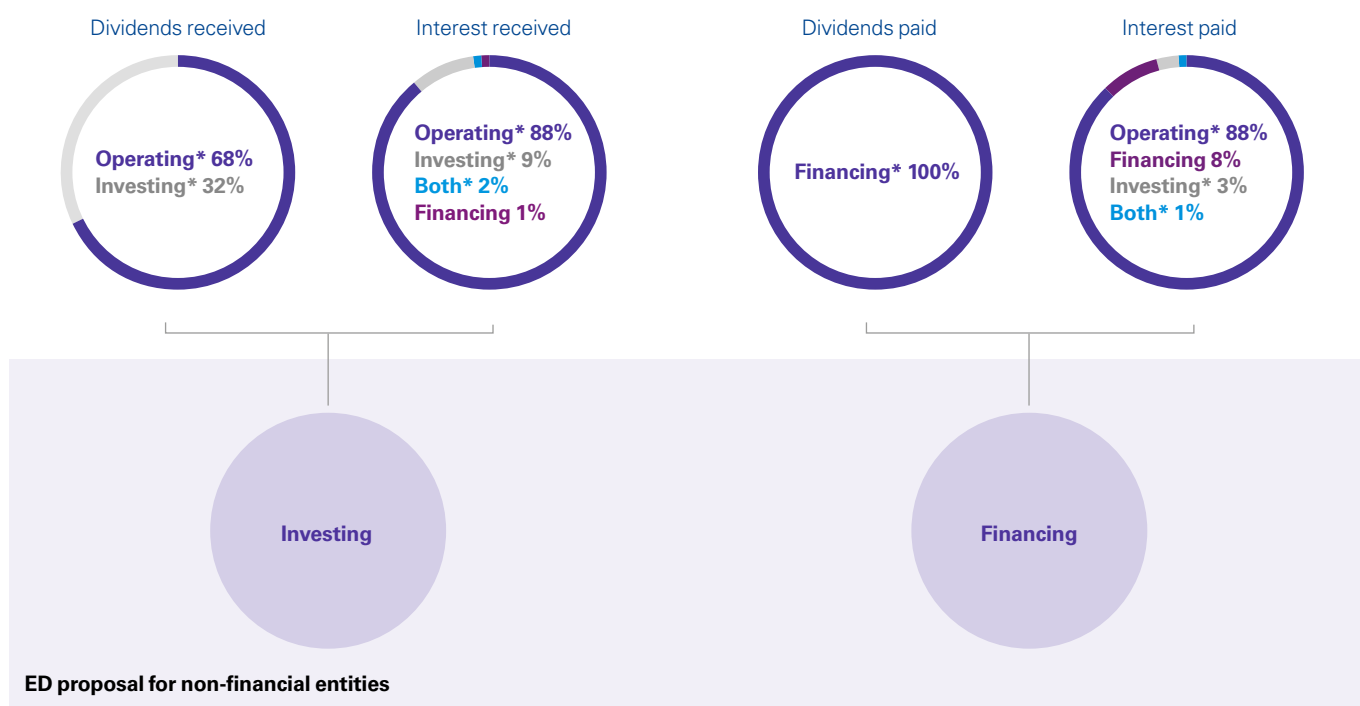 Dividends received
Operating* 68%
Investing* 32%
Interest received
Operating* 88%
Investing* 9%
Both* 2%
Financing 1%
Dividends paid
Financing* 100%
Interest paid
Operating* 88%
Financing 8%
Investing* 3%
Both* 1%
Investing
Financing
ED proposal for non-financial entities